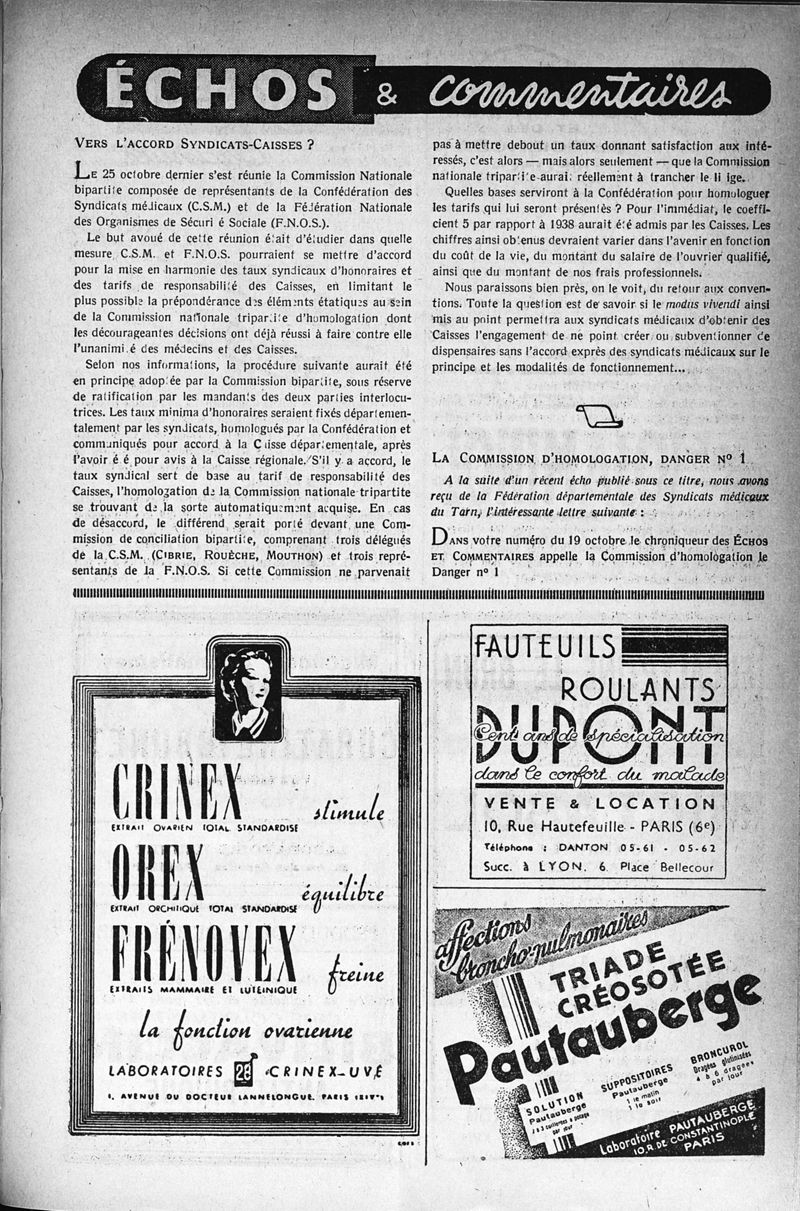 ÉCHOS & commentaires
VERS L'ACCORD SYNDICATS-CAISSES ?
LE 25 octobre dernier s'est réunie la Commission Nationale
bipartite composée de représentants de la Confédération des
Syndicats médicaux (C.S.M.) et de la Fédération Nationale
des Organismes de Sécuri é Sociale (F.N.O.S.).
Le but avoué de cette réunion était d'étudier dans quelle
mesure C.S.M. et F.N.O.S. pourraient se mettre d'accord
pour la mise en harmonie des taux syndicaux d'honoraires et
des tarifs de responsabilité des Caisses, en limitant le
plus possible la prépondérance des éléments étatiques au sein
de la Commission nationale tripartite d'homologation dont
les décourageantes décisions ont déjà réussi à faire contre elle
l'unanimi é des médecins et des Caisses.
Selon nos informations, la procédure suivante aurait été
en principe adoptée par la Commission bipartite, sous réserve
de ratification par les mandants des deux parties interlocu-
trices. Les taux minima d'honoraires seraient fixés départemen-
talement par les syndicats, homologués par la Confédération et
communiqués pour accord à la Caisse départementale, après
l'avoir é é pour avis à la Caisse régionale. S'il y a accord, le
taux syndical sert de base au tarif de responsabilité des
Caisses, l'homologation de la Commission nationale tripartite
se trouvant de la sorte automatiquement acquise. En cas
de désaccord, le différend serait porté devant une Com-
mission de conciliation bipartite, comprenant trois délégués
de la C.S.M. (CIBRIE, ROUÈCHE, MOUTHON) et trois repré-
sentants de la F.N.O.S. Si cette Commission ne parvenait
pas à mettre debout un taux donnant satisfaction aux inté-
ressés, c'est alors — mais alors seulement — que la Commission
nationale tripartite aurait réellement à trancher le li ige.
Quelles bases serviront à la Confédération pour homologuer
les tarifs qui lui seront présentés ? Pour l'immédiat, le coeffi-
cient 5 par rapport à 1938 aurait été admis par les Caisses. Les
chiffres ainsi obtenus devraient varier dans l'avenir en fonction
du coût de la vie, du montant du salaire de l'ouvrier qualifié,
ainsi que du montant de nos frais professionnels.
Nous paraissons bien près, on le voit, du retour aux conven-
tions. Toute la question est de savoir si le modus vivendi ainsi
mis au point permettra aux syndicats médicaux d'obtenir des
Caisses l'engagement de ne point créer ou subventionner de
dispensaires sans l'accord exprès des syndicats médicaux sur le
principe et les modalités de fonctionnement...
LA COMMISSION D'HOMOLOGATION, DANGER Nº 1
A la suite d'un récent écho publié sous ce titre, nous avons
reçu de la Fédération départementale des Syndicats médicaux
du Tarn, l'intéressante lettre suivante :
DANS votre numéro du 19 octobre le chroniqueur des ÉCHOS
ET COMMENTAIRES appelle la Commission d'homologation le
Danger nº 1
CRINEX stimule
EXTRAIT OVARIEN TOTAL STANDARDISÉ
OREX équilibre
EXTRAIT ORCHITIQUE TOTAL STANDARDISÉ
FRÉNOVEX freine
EXTRAITS MAMMAIRE ET LUTÉINIQUE
la fonction ovarienne
LABORATOIRES CRINEX-UVÉ
1, AVENUE DU DOCTEUR LANNELONGUE. PARIS (XIVe)
FAUTEUILS
ROULANTS
DUPONT
Cent ans de spécialisation
dans le confort du malade
VENTE & LOCATION
10, Rue Hautefeuille - PARIS (6e)
Téléphone : DANTON 05-61 - 05-62
Succ. à LYON. 6 Place Bellecour
affections
broncho-pulmonaires
TRIADE
CRÉOSOTÉE
Pautauberge
SOLUTION
Pautauberge
2 à 3 cuillerées à potage
par jour
SUPPOSITOIRES
Pautauberge
1 le matin
1 le soir
BRONCUROL
Dragées glutinisées
4 à 6 dragées
par jour
Laboratoire PAUTAUBERGE
10, R. DE CONSTANTINOPLE
PARIS